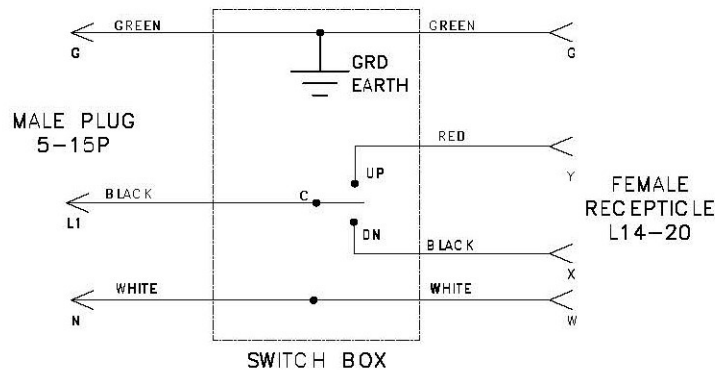 GREEN
GREEN
G
G
GRD
EARTH
MALE PLUG
5-15P
RED
UP
Y
BLACK
C
L1
FEMALE
RECEPTICLE
L14-20
DN
BLACK
X
WHITE
WHITE
N
W
SWITCH BOX